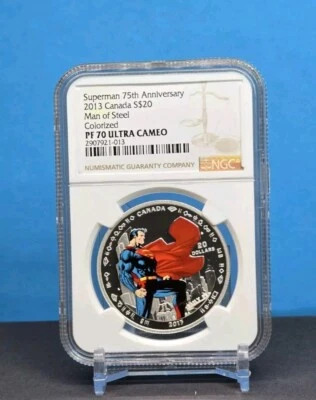 Superman 75th Anniversary
2013 Canada S$20
Man of Steel
Colorized
PF 70 ULTRA CAMEO
2907921-013
NUMISMATIC GUARANTY COMPANY
NGC
CANADA
20
DOLLARS
2013